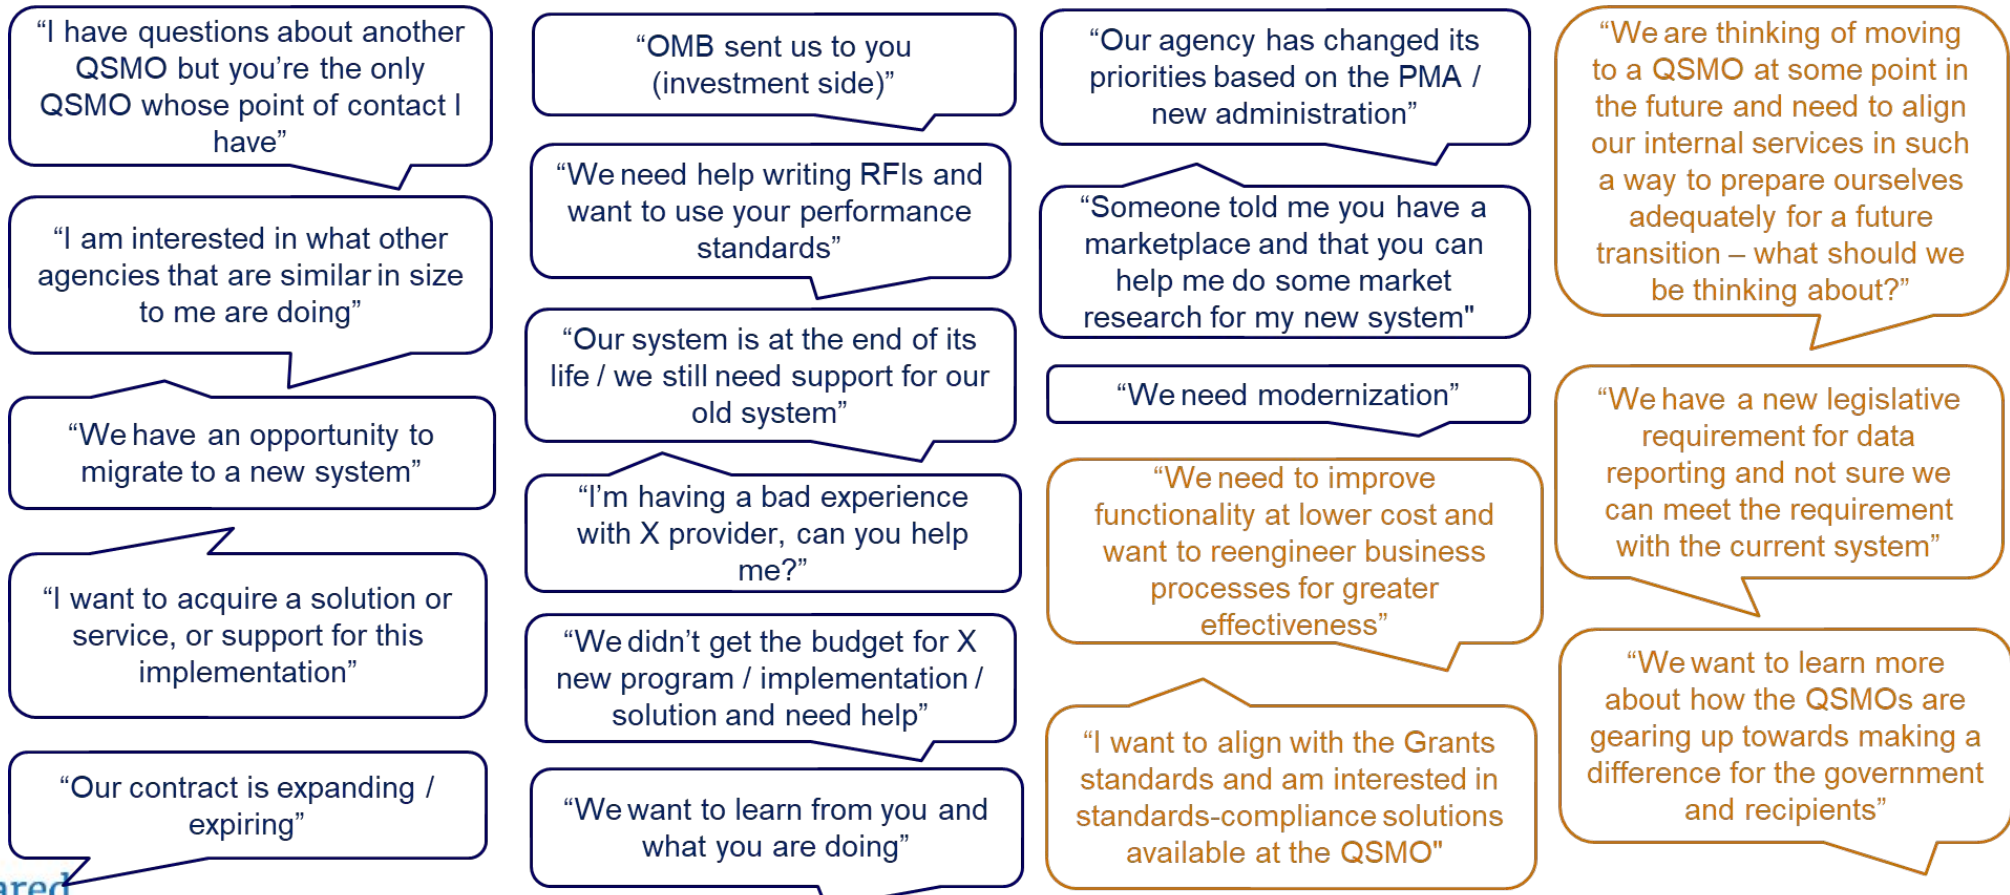 “I have questions about another
QSMO but you’re the only
QSMO whose point of contact I
have”
“I am interested in what other
agencies that are similar in size
to me are doing”
“We have an opportunity to
migrate to a new system”
“I want to acquire a solution or
service, or support for this
implementation”
“Our contract is expanding /
expiring”
“OMB sent us to you
(investment side)”
“We need help writing RFIs and
want to use your performance
standards”
“Our system is at the end of its
life / we still need support for our
old system”
“I’m having a bad experience
with X provider, can you help
me?”
“We didn’t get the budget for X
new program / implementation /
solution and need help”
“We want to learn from you and
what you are doing”
“Our agency has changed its
priorities based on the PMA /
new administration”
“Someone told me you have a
marketplace and that you can
help me do some market
research for my new system"
“We need modernization”
“We need to improve
functionality at lower cost and
want to reengineer business
processes for greater
effectiveness”
“I want to align with the Grants
standards and am interested in
standards-compliance solutions
available at the QSMO"
“We are thinking of moving
to a QSMO at some point in
the future and need to align
our internal services in such
a way to prepare ourselves
adequately for a future
transition – what should we
be thinking about?”
“We have a new legislative
requirement for data
reporting and not sure we
can meet the requirement
with the current system”
“We want to learn more
about how the QSMOs are
gearing up towards making a
difference for the government
and recipients”